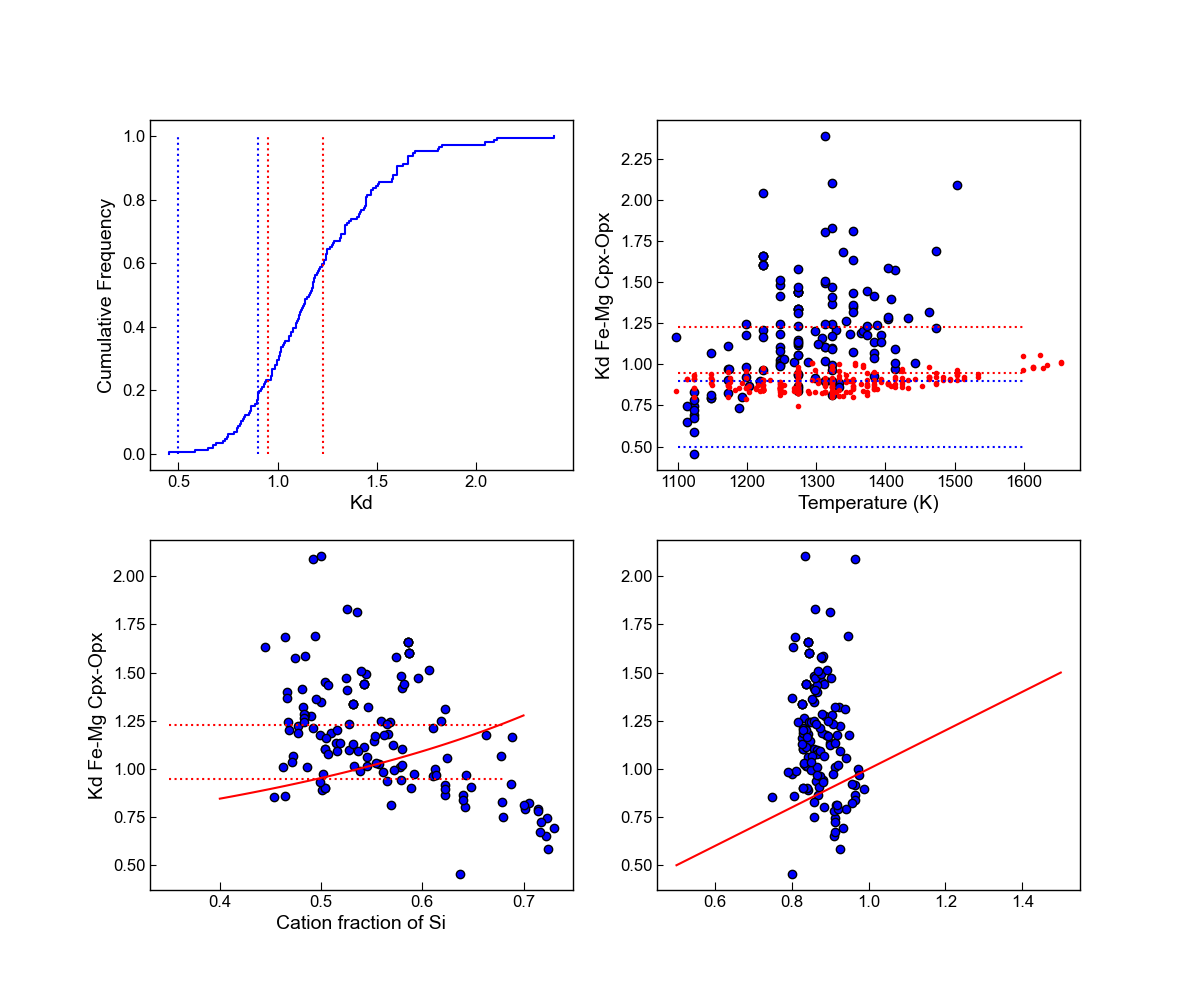 1.0
0.8
0.6
0.4
0.2
0.0
Cumulative Frequency
0.5 1.0 1.5 2.0
Kd
2.25
2.00
1.75
1.50
1.25
1.00
0.75
0.50
Kd Fe-Mg Cpx-Opx
1100 1200 1300 1400 1500 1600
Temperature (K)
2.00
1.75
1.50
1.25
1.00
0.75
0.50
Kd Fe-Mg Cpx-Opx
0.4 0.5 0.6 0.7
Cation fraction of Si
2.00
1.75
1.50
1.25
1.00
0.75
0.50
0.6 0.8 1.0 1.2 1.4